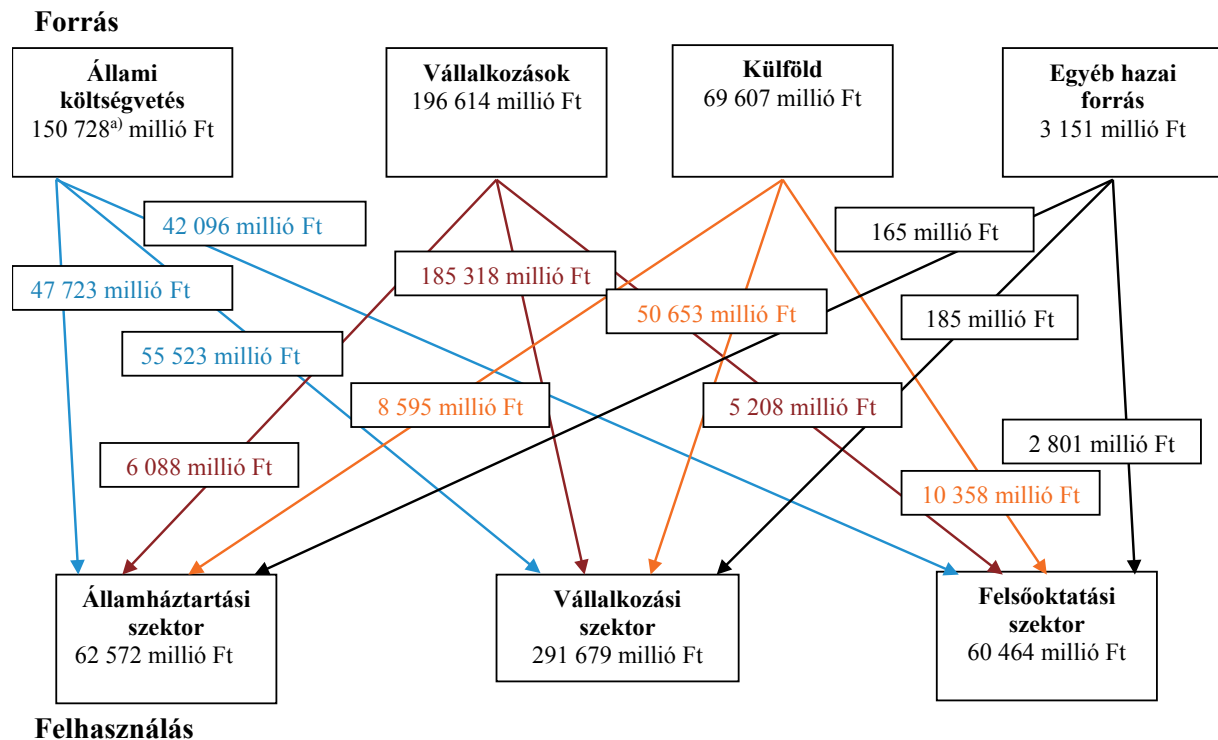 Forrás
Állami
költségvetés
150 728a) millió Ft
Vállalkozások
196 614 millió Ft
Külföld
69 607 millió Ft
Egyéb hazai
forrás
3 151 millió Ft
42 096 millió Ft
165 millió Ft
47 723 millió Ft
185 318 millió Ft
50 653 millió Ft
185 millió Ft
55 523 millió Ft
8 595 millió Ft
5 208 millió Ft
6 088 millió Ft
2 801 millió Ft
10 358 millió Ft
Államháztartási
szektor
62 572 millió Ft
Vállalkozási
szektor
291 679 millió Ft
Felsőoktatási
szektor
60 464 millió Ft
Felhasználás